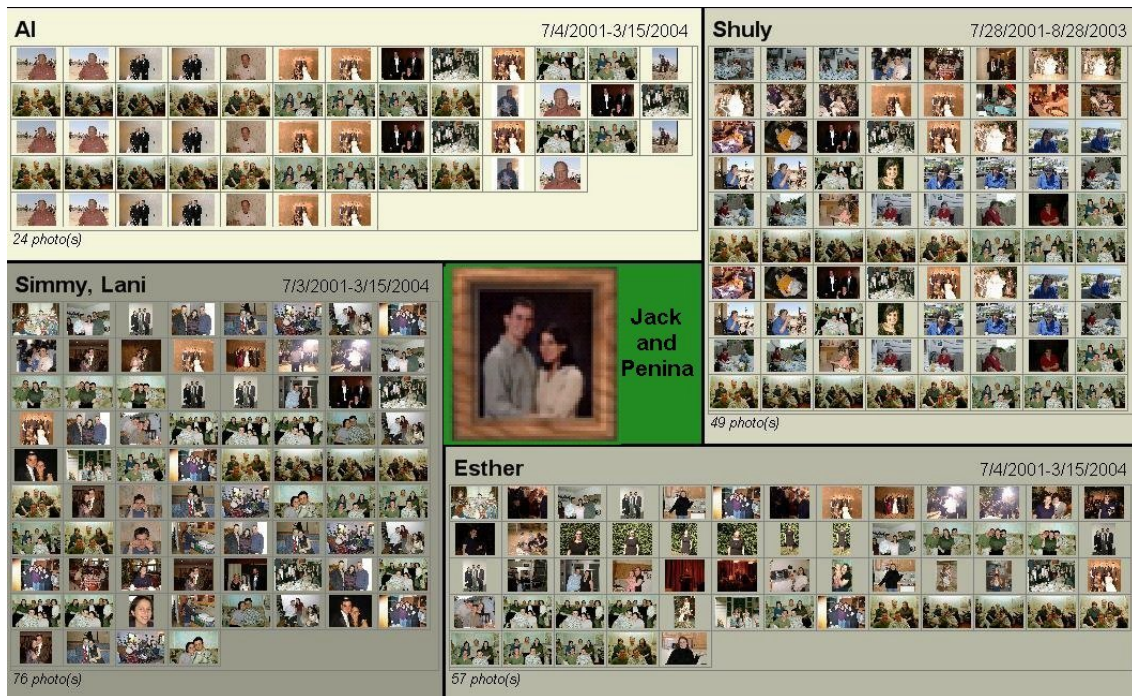 Al 7/4/2001-3/15/2004
24 photo(s)
Shuly 7/28/2001-8/28/2003
49 photo(s)
Simmy, Lani 7/3/2001-3/15/2004
76 photo(s)
Jack
and
Penina
Esther 7/4/2001-3/15/2004
57 photo(s)